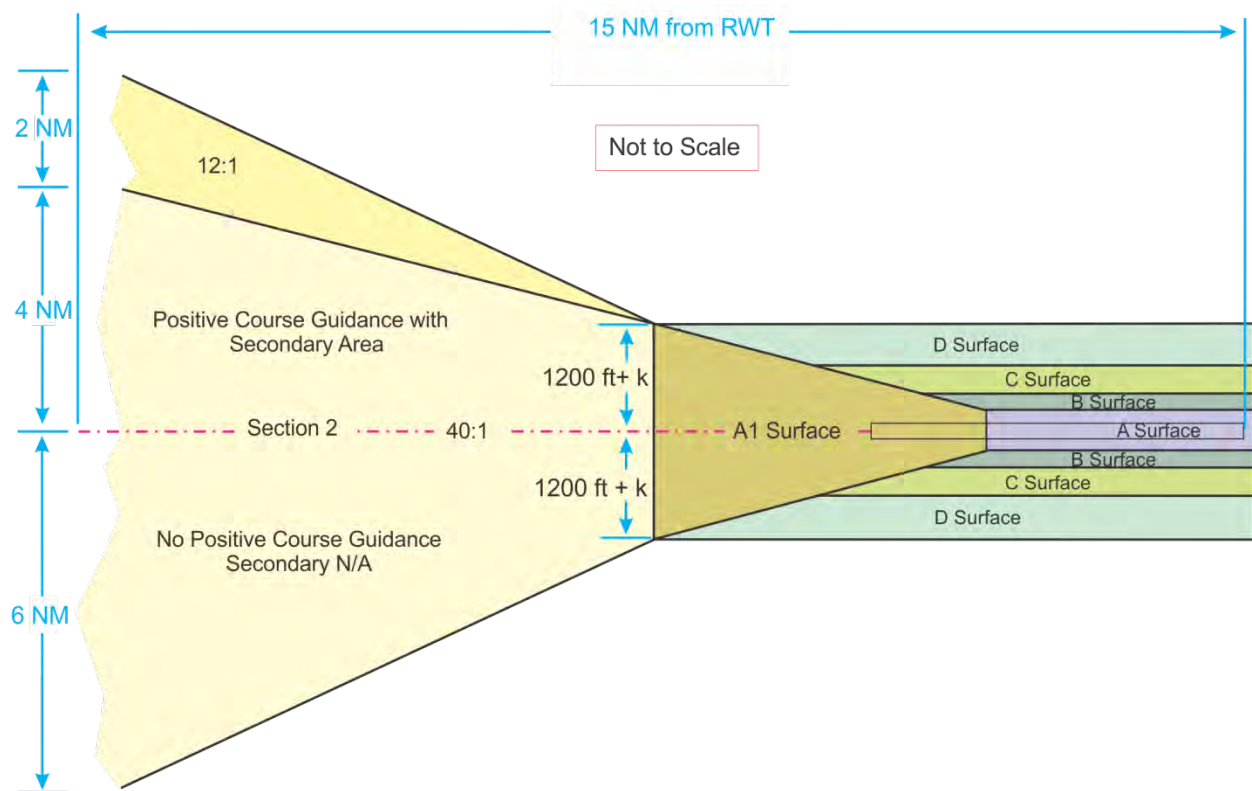 15 NM from RWT
2 NM
12:1
Not to Scale
4 NM
Positive Course Guidance with
Secondary Area
1200 ft+ k
D Surface
C Surface
B Surface
Section 2
40:1
A1 Surface
A Surface
B Surface
C Surface
D Surface
1200 ft + k
No Positive Course Guidance
Secondary N/A
6 NM